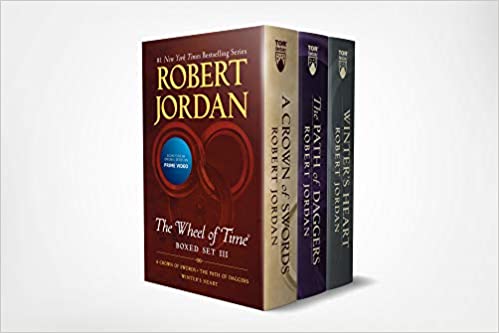 #1 New York Times Bestselling Series
ROBERT
JORDAN
PRIME VIDEO
The Wheel of Time®
BOXED SET III
A CROWN OF SWORDS • THE PATH OF DAGGERS
WINTER'S HEART
TOR
A CROWN of SWORDS
ROBERT JORDAN
TOR
The PATH of DAGGERS
ROBERT JORDAN
TOR
WINTER'S HEART
ROBERT JORDAN